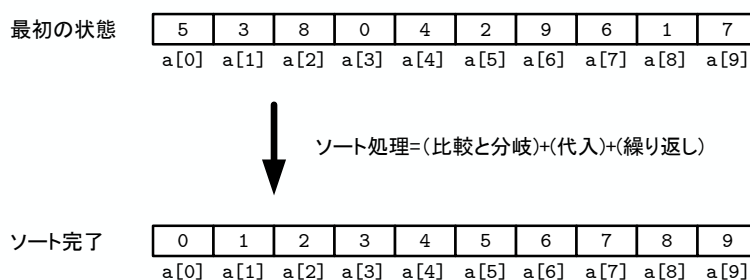 最初の状態 5 3 8 0 4 2 9 6 1 7
a[0] a[1] a[2] a[3] a[4] a[5] a[6] a[7] a[8] a[9]
ソート処理=(比較と分岐)+(代入)+(繰り返し)
ソート完了 0 1 2 3 4 5 6 7 8 9
a[0] a[1] a[2] a[3] a[4] a[5] a[6] a[7] a[8] a[9]